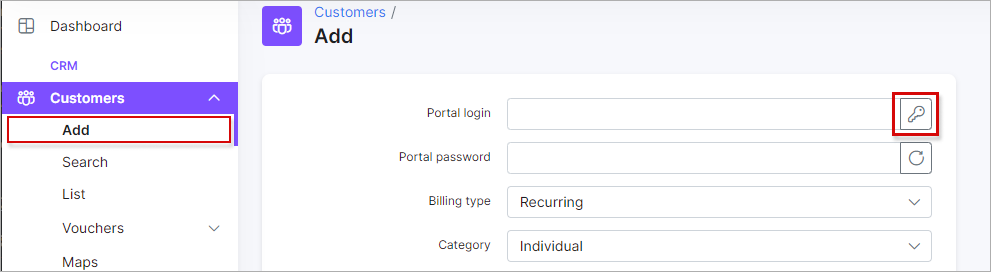 Dashboard
CRM
Customers
Add
Search
List
Vouchers
Maps
Customers /
Add
Portal login
Portal password
Billing type Recurring
Category Individual